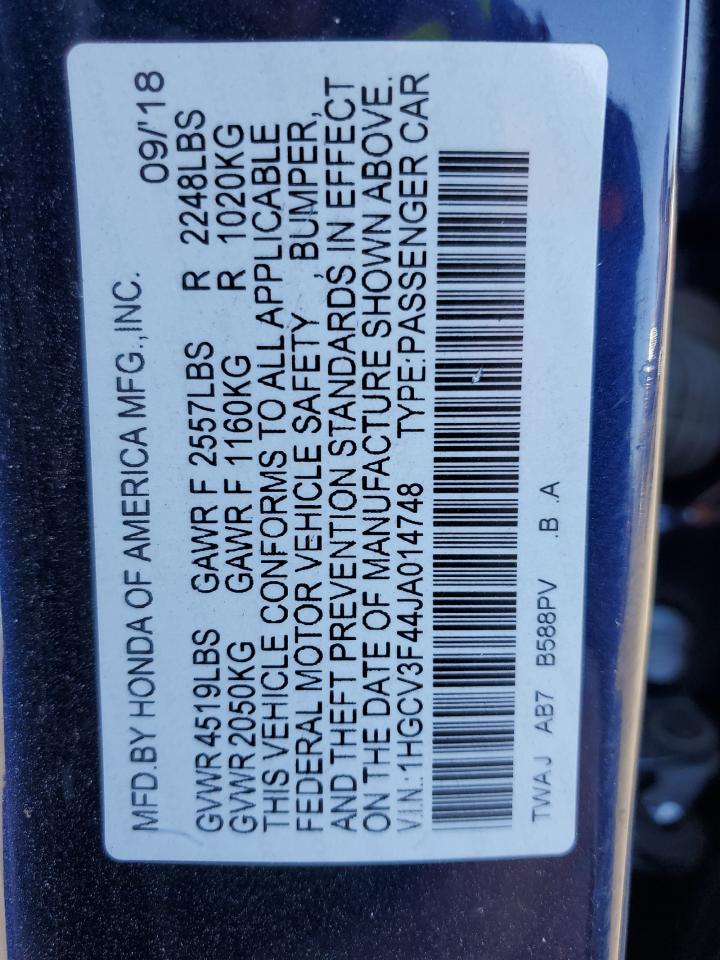 MFD.BY HONDA OF AMERICA MFG.,INC. 09/'18
GVWR 4519LBS GAWR F 2557LBS R 2248LBS
GVWR 2050KG GAWR F 1160KG R 1020KG
THIS VEHICLE CONFORMS TO ALL APPLICABLE
FEDERAL MOTOR VEHICLE SAFETY , BUMPER,
AND THEFT PREVENTION STANDARDS IN EFFECT
ON THE DATE OF MANUFACTURE SHOWN ABOVE.
V.I.N.:1HGCV3F44JA014748 TYPE:PASSENGER CAR
TWAJ AB7 B588PV .B .A